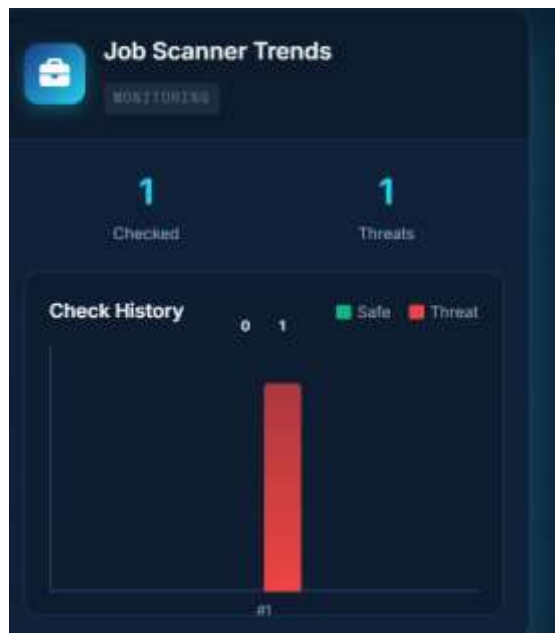 Job Scanner Trends
MONITORING
1 1
Checked Threats
Check History Safe Threat
0 1
#1